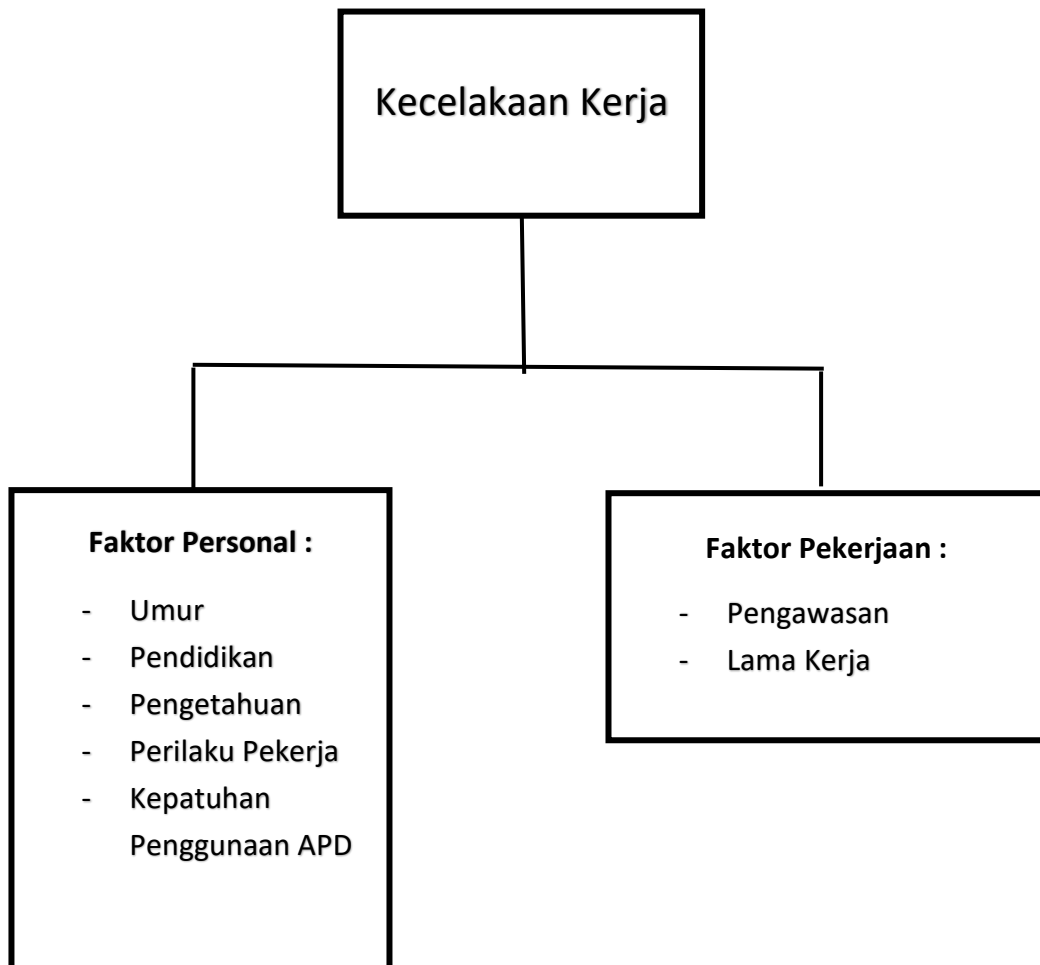 Kecelakaan Kerja
Faktor Personal :
- Umur
- Pendidikan
- Pengetahuan
- Perilaku Pekerja
- Kepatuhan
Penggunaan APD
Faktor Pekerjaan :
- Pengawasan
- Lama Kerja